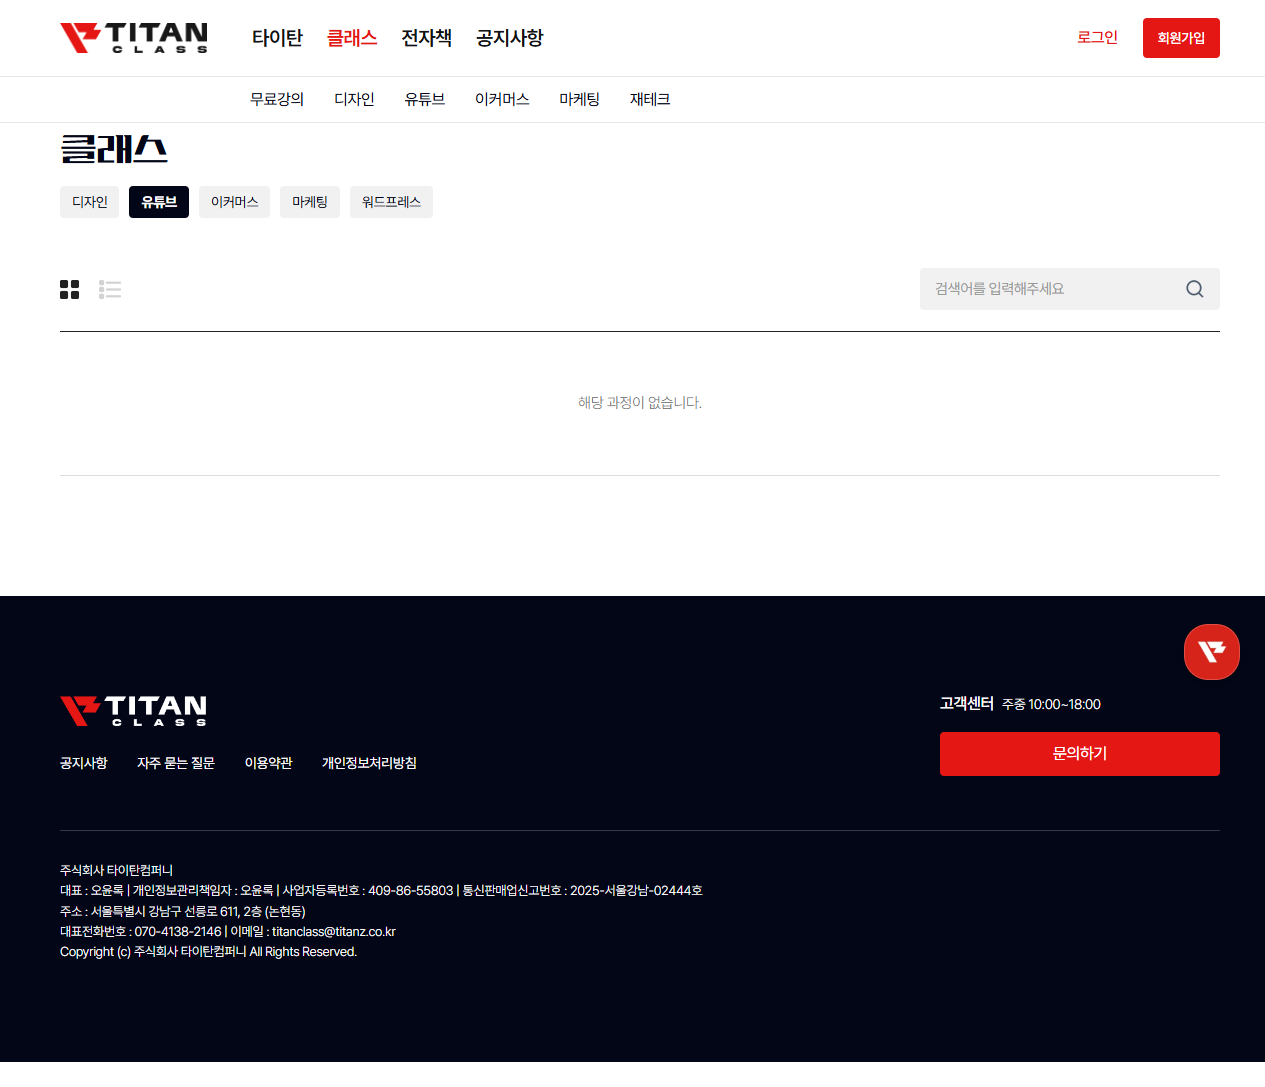 TITAN CLASS
타이탄 클래스 전자책 공지사항
로그인 회원가입
무료강의 디자인 유튜브 이커머스 마케팅 재테크
클래스
디자인 유튜브 이커머스 마케팅 워드프레스
검색어를 입력해주세요
해당 과정이 없습니다.
TITAN CLASS
고객센터 주중 10:00~18:00
문의하기
공지사항 자주 묻는 질문 이용약관 개인정보처리방침
주식회사 타이탄컴퍼니
대표 : 오윤록 | 개인정보관리책임자 : 오윤록 | 사업자등록번호 : 409-86-55803 | 통신판매업신고번호 : 2025-서울강남-02444호
주소 : 서울특별시 강남구 선릉로 611, 2층 (논현동)
대표전화번호 : 070-4138-2146 | 이메일 : titanclass@titanz.co.kr
Copyright (c) 주식회사 타이탄컴퍼니 All Rights Reserved.